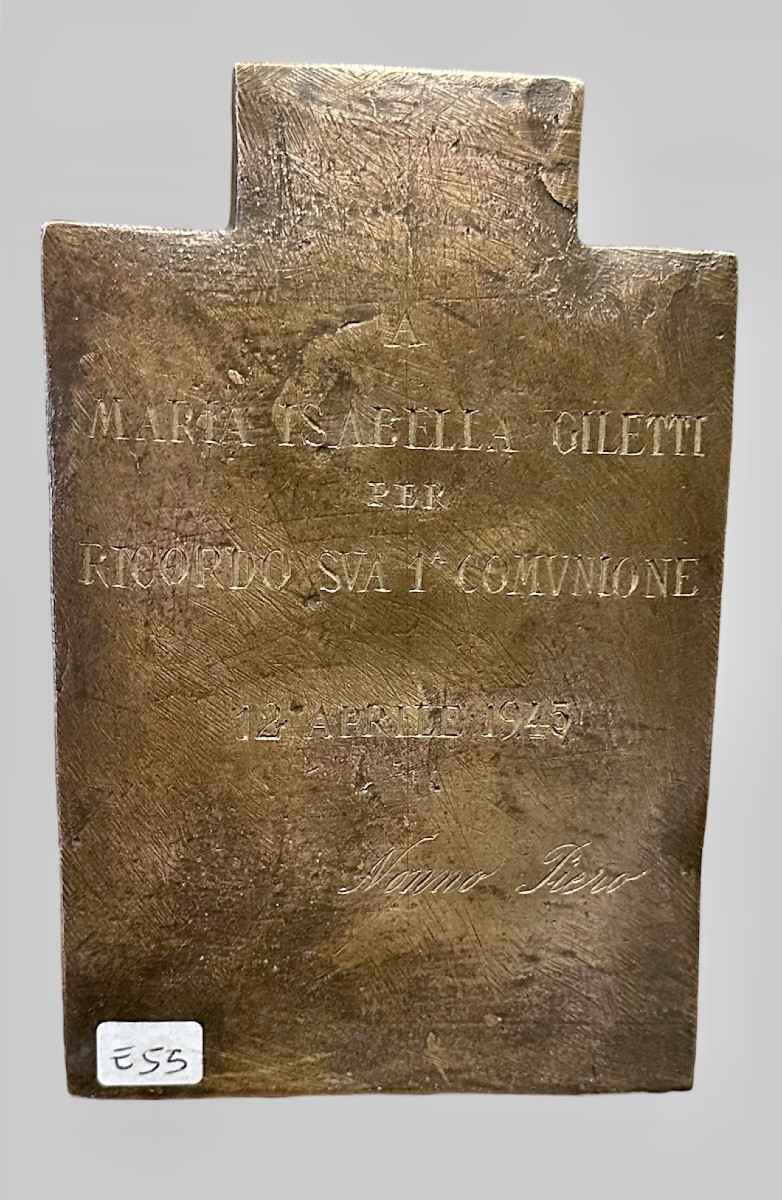 A
MARIA ISABELLA GILETTI
PER
RICORDO SVA 1ᴬ COMVNIONE
12 APRILE 1945
Nonno Piero
E55